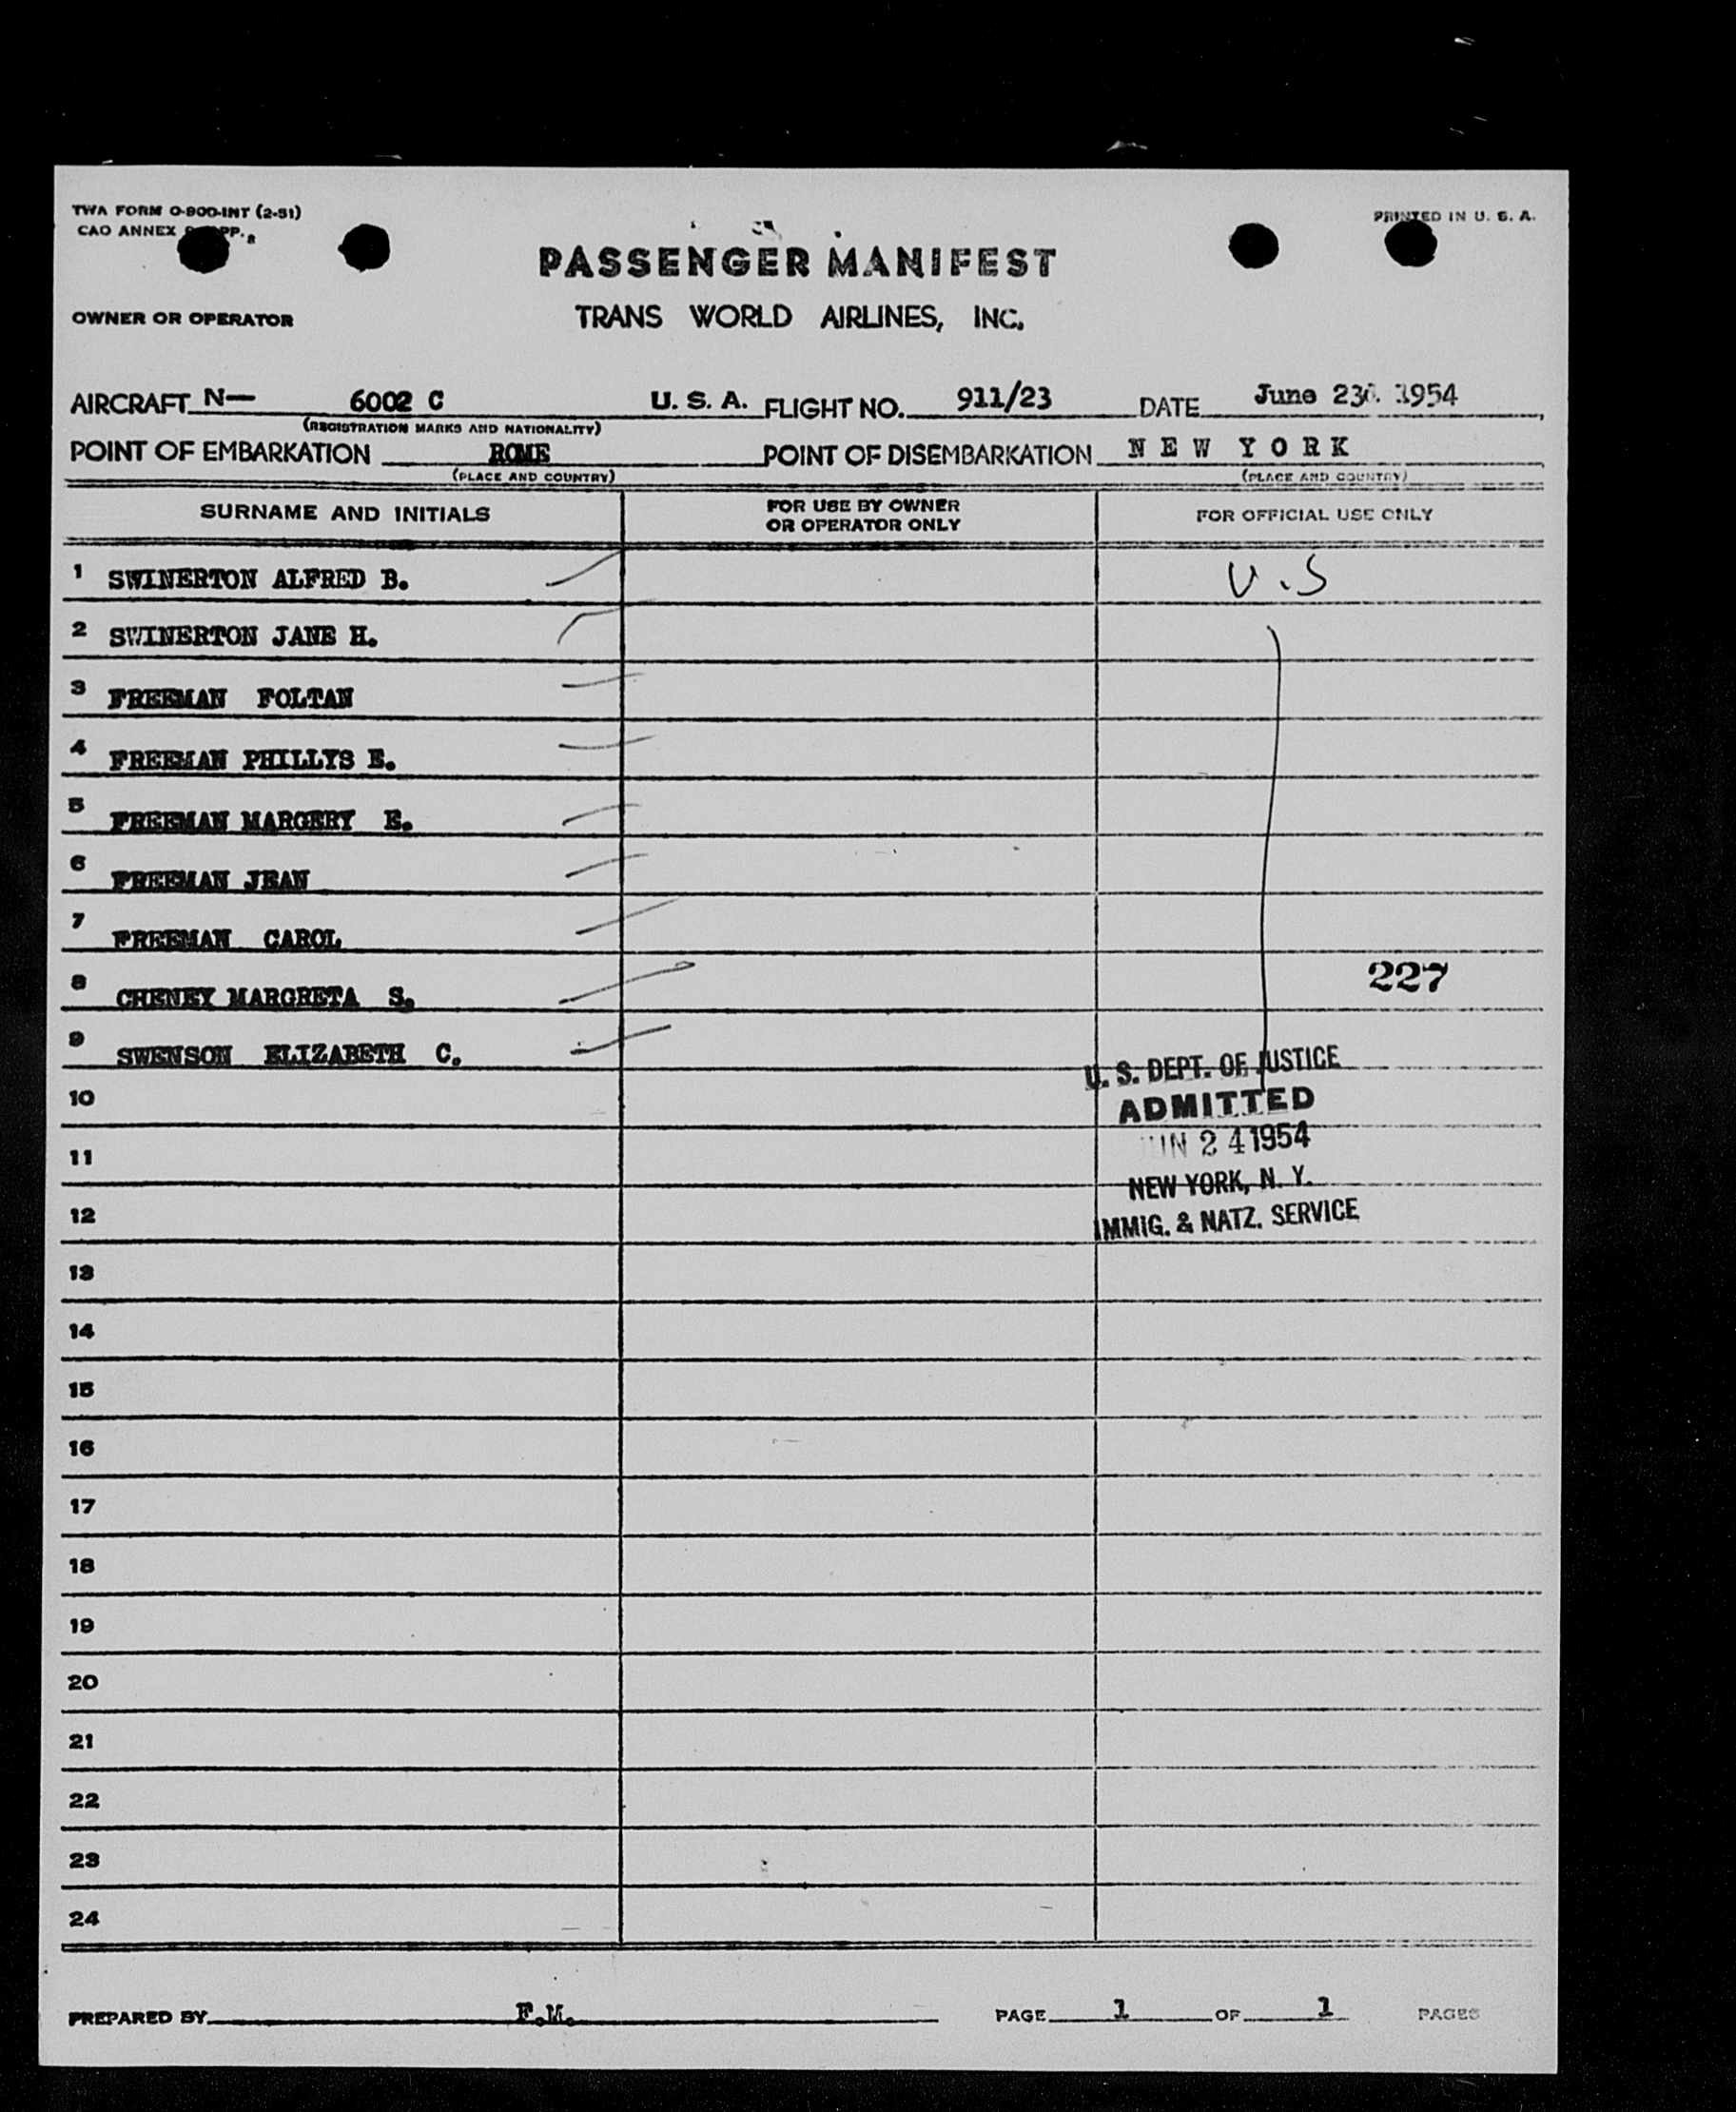 TWA FORM O-800-INT (2-51)
CAO ANNEX PP.
PRINTED IN U. S. A.
PASSENGER MANIFEST
OWNER OR OPERATOR TRANS WORLD AIRLINES, INC.
AIRCRAFT N— 6002 C U. S. A. FLIGHT NO. 911/23 DATE June 23 1954
(REGISTRATION MARKS AND NATIONALITY)
POINT OF EMBARKATION ROME POINT OF DISEMBARKATION N E W Y O R K
(PLACE AND COUNTRY) (PLACE AND COUNTRY)
SURNAME AND INITIALS FOR USE BY OWNER OR OPERATOR ONLY FOR OFFICIAL USE ONLY
1 SWINERTON ALFRED B. U.S
2 SWINERTON JANE H.
3 FREEMAN FOLTAN
4 FREEMAN PHILLYS E.
5 FREEMAN MARGERY E.
6 FREEMAN JEAN
7 FREEMAN CAROL
8 CHENEY MARGRETA S. 227
9 SWENSON ELIZABETH C.
U. S. DEPT. OF JUSTICE
10 ADMITTED
11 JUN 24 1954
NEW YORK, N. Y.
12 IMMIG. & NATZ. SERVICE
13
14
15
16
17
18
19
20
21
22
23
24
PREPARED BY F.M. PAGE 1 OF 1 PAGES